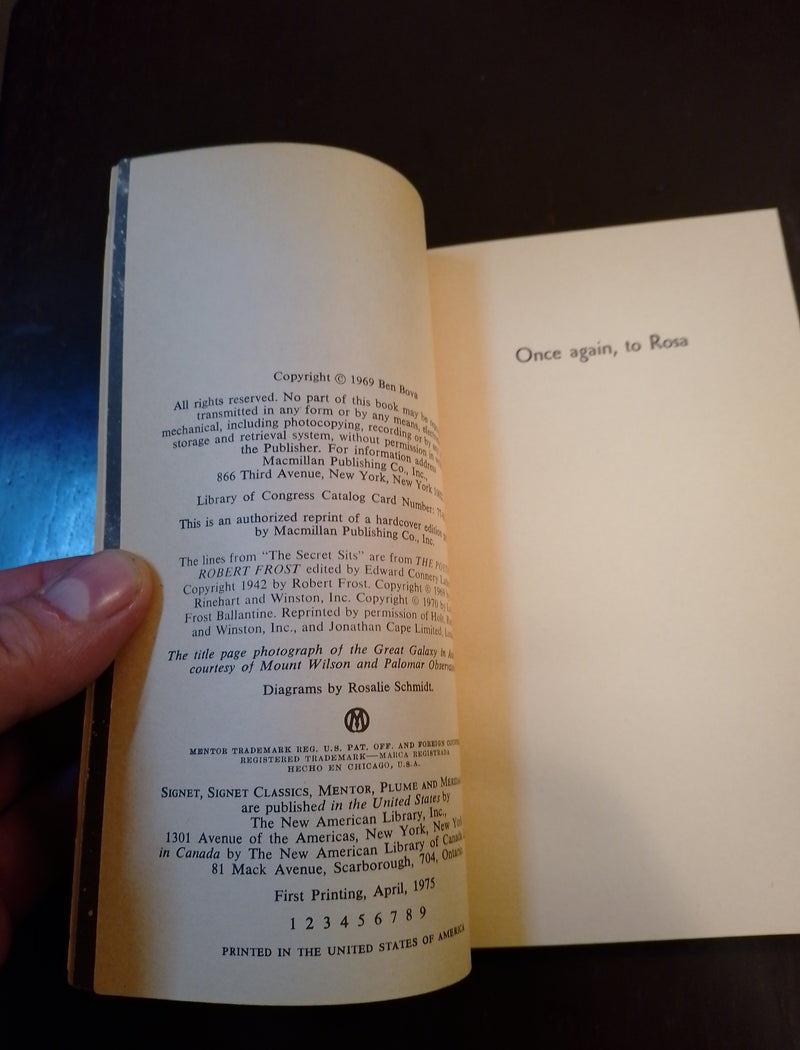 Copyright © 1969 Ben Bova
All rights reserved. No part of this book may be
transmitted in any form or by any means,
mechanical, including photocopying, recording or by
storage and retrieval system, without permission in
the Publisher. For information address
Macmillan Publishing Co., Inc.,
866 Third Avenue, New York, New York
Library of Congress Catalog Card Number:
This is an authorized reprint of a hardcover edition
by Macmillan Publishing Co., Inc.
The lines from "The Secret Sits" are from THE
ROBERT FROST edited by Edward Connery
Copyright 1942 by Robert Frost. Copyright ©
Rinehart and Winston, Inc. Copyright © 1970 by
Frost Ballantine. Reprinted by permission of
and Winston, Inc., and Jonathan Cape Limited,
The title page photograph of the Great Galaxy in
courtesy of Mount Wilson and Palomar
Diagrams by Rosalie Schmidt.
M
MENTOR TRADEMARK REG. U.S. PAT. OFF. AND FOREIGN
REGISTERED TRADEMARK—MARCA REGISTRADA
HECHO EN CHICAGO, U.S.A.
SIGNET, SIGNET CLASSICS, MENTOR, PLUME AND
are published in the United States by
The New American Library, Inc.,
1301 Avenue of the Americas, New York, New
in Canada by The New American Library of Canada
81 Mack Avenue, Scarborough, 704,
First Printing, April, 1975
1 2 3 4 5 6 7 8 9
PRINTED IN THE UNITED STATES OF AMERICA
Once again, to Rosa